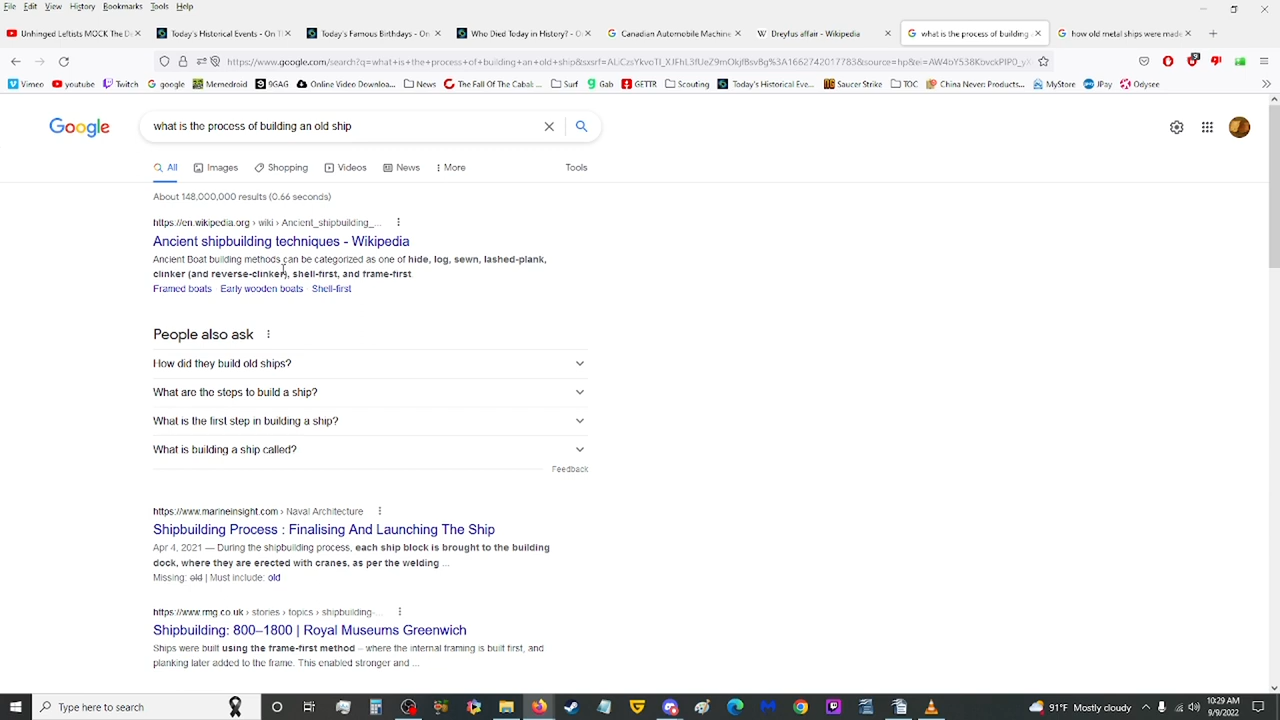 File Edit View History Bookmarks Tools Help
Unhinged Leftists MOCK The De
Today's Historical Events - On Th
Today's Famous Birthdays - On
Who Died Today in History? - On
Canadian Automobile Machine
Dreyfus affair - Wikipedia
what is the process of building
how old metal ships were made
Vimeo youtube Twitch google Memedroid 9GAG Online Video Downloa... News The Fall Of The Cabal: ... Surf Gab GETTR Scouting Today's Historical Eve... Saucer Strike TOC China Never: Produc... MyStore JPay Odysee
Google
what is the process of building an old ship
All Images Shopping Videos News More Tools
About 148,000,000 results (0.66 seconds)
https://en.wikipedia.org › wiki › Ancient_shipbuilding_...
Ancient shipbuilding techniques - Wikipedia
Ancient Boat building methods can be categorized as one of hide, log, sewn, lashed-plank,
clinker (and reverse-clinker), shell-first, and frame-first
Framed boats · Early wooden boats · Shell-first
People also ask
How did they build old ships?
What are the steps to build a ship?
What is the first step in building a ship?
What is building a ship called?
Feedback
https://www.marineinsight.com › Naval Architecture
Shipbuilding Process : Finalising And Launching The Ship
Apr 4, 2021 — During the shipbuilding process, each ship block is brought to the building
dock, where they are erected with cranes, as per the welding ...
Missing: old | Must include: old
https://www.rmg.co.uk › stories › topics › shipbuilding-...
Shipbuilding: 800–1800 | Royal Museums Greenwich
Ships were built using the frame-first method – where the internal framing is built first, and
planking later added to the frame. This enabled stronger and ...
Type here to search
91°F Mostly cloudy
10:29 AM
9/9/2022